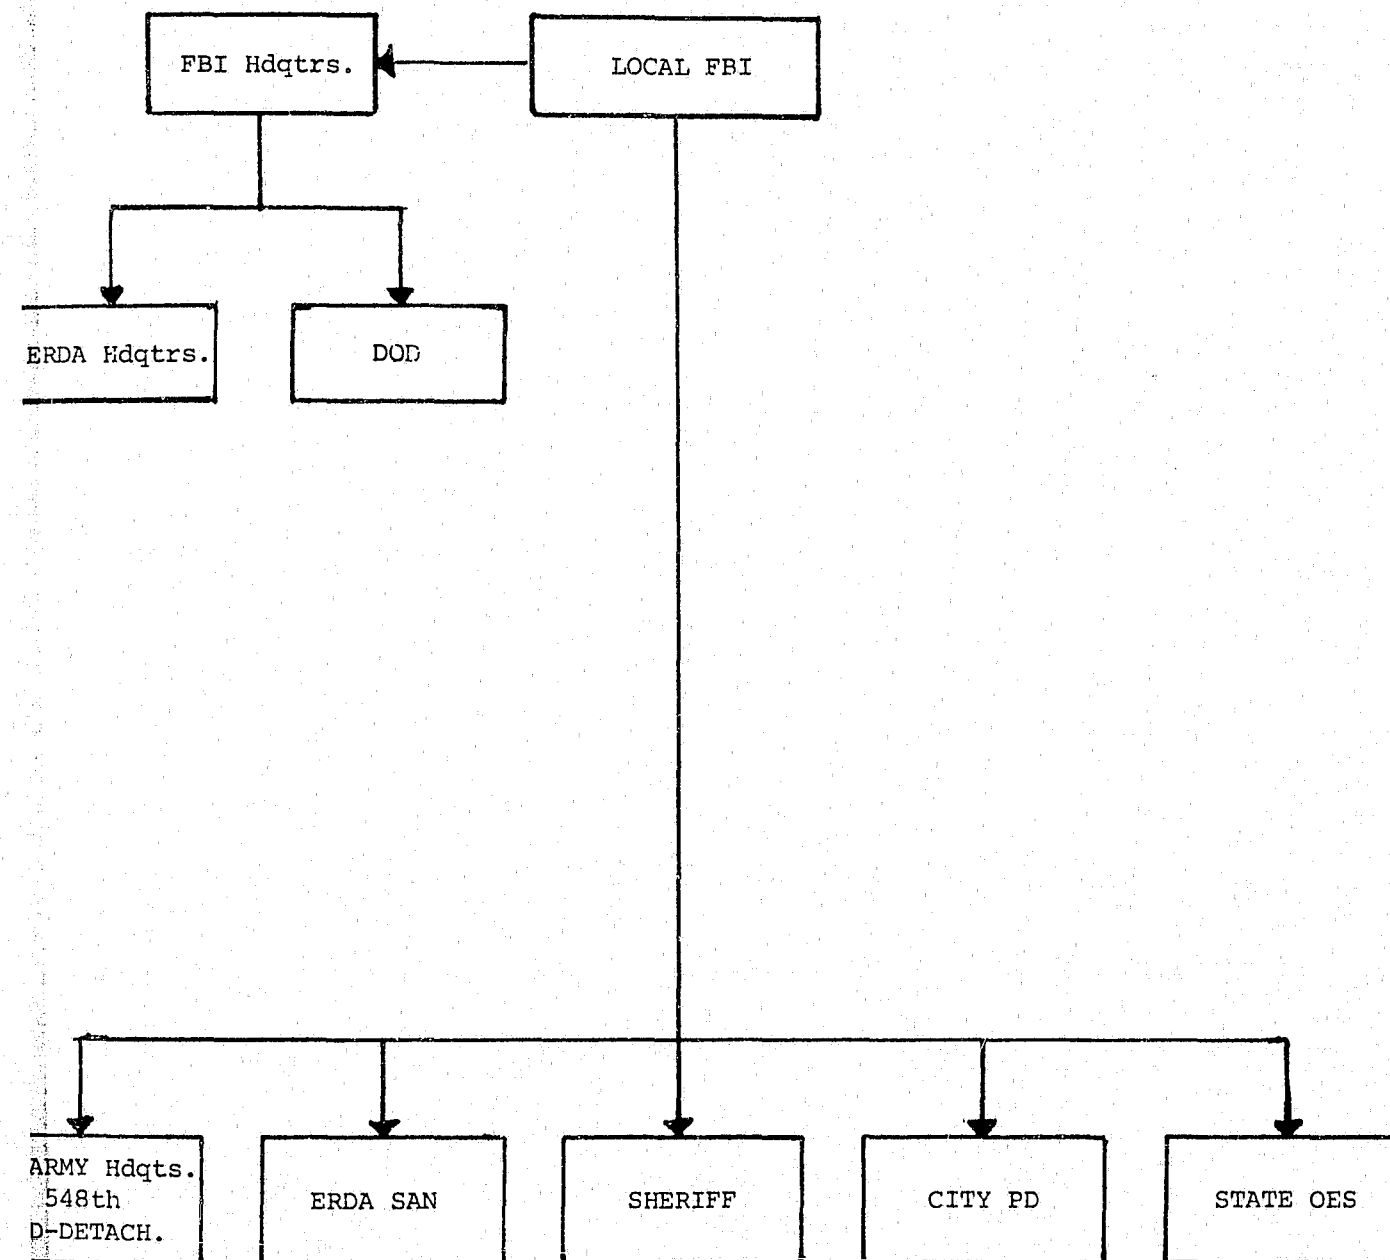 FBI Hdqtrs.
LOCAL FBI
ERDA Hdqtrs.
DOD
ARMY Hdqts.
548th
D-DETACH.
ERDA SAN
SHERIFF
CITY PD
STATE OES